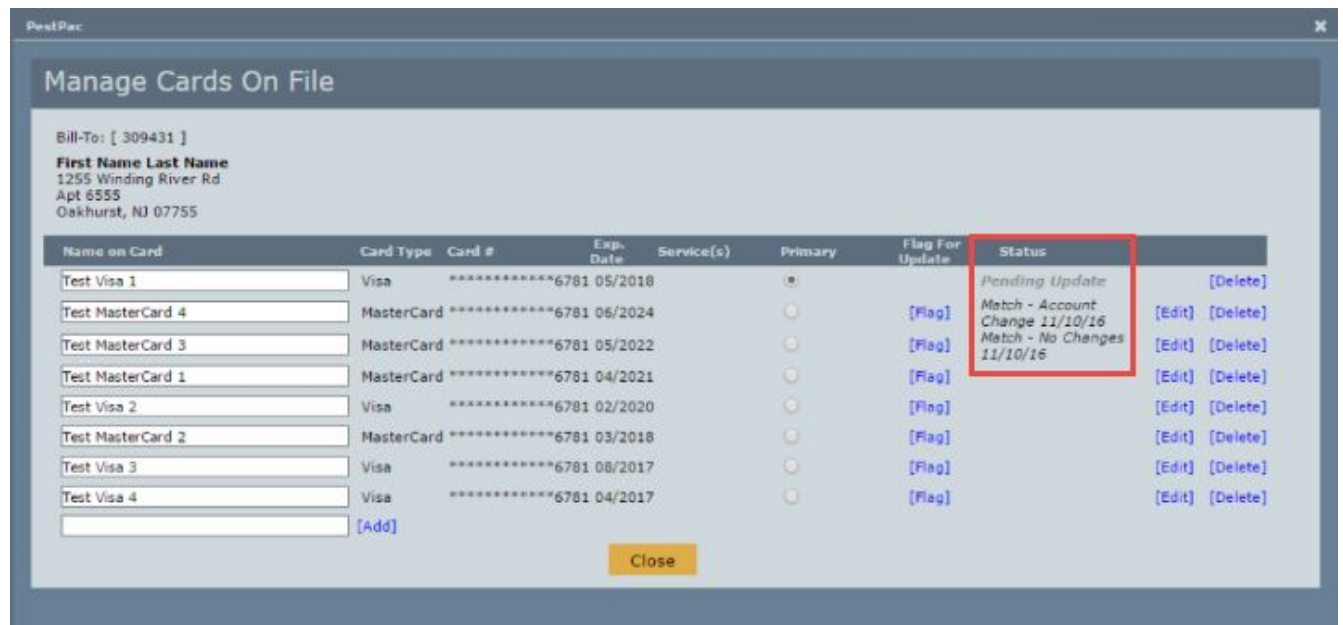 PestPac
Manage Cards On File
Bill-To: [ 309431 ]
First Name Last Name
1255 Winding River Rd
Apt 6555
Oakhurst, NJ 07755
Name on Card Card Type Card # Exp. Date Service(s) Primary Flag For Update Status
Test Visa 1 Visa ************6781 05/2018 Pending Update [Delete]
Test MasterCard 4 MasterCard ************6781 06/2024 [Flag] Match - Account Change 11/10/16 [Edit] [Delete]
Test MasterCard 3 MasterCard ************6781 05/2022 [Flag] Match - No Changes 11/10/16 [Edit] [Delete]
Test MasterCard 1 MasterCard ************6781 04/2021 [Flag] [Edit] [Delete]
Test Visa 2 Visa ************6781 02/2020 [Flag] [Edit] [Delete]
Test MasterCard 2 MasterCard ************6781 03/2018 [Flag] [Edit] [Delete]
Test Visa 3 Visa ************6781 08/2017 [Flag] [Edit] [Delete]
Test Visa 4 Visa ************6781 04/2017 [Flag] [Edit] [Delete]
[Add]
Close